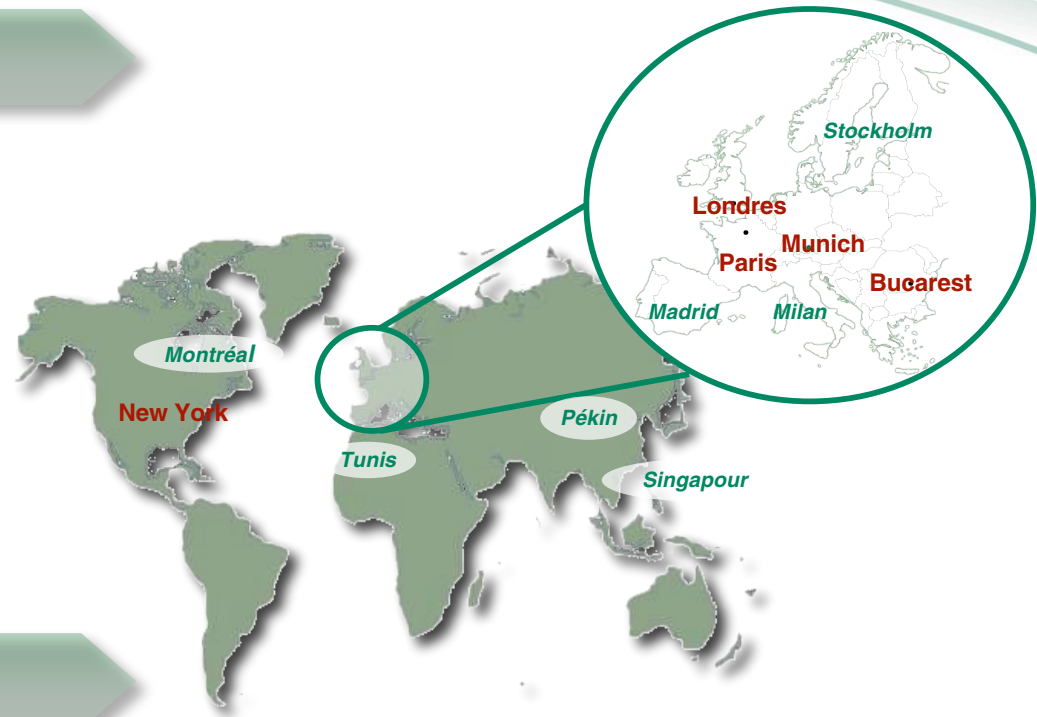 Stockholm
Londres
Munich
Paris
Bucarest
Madrid
Milan
Montréal
New York
Pékin
Tunis
Singapour